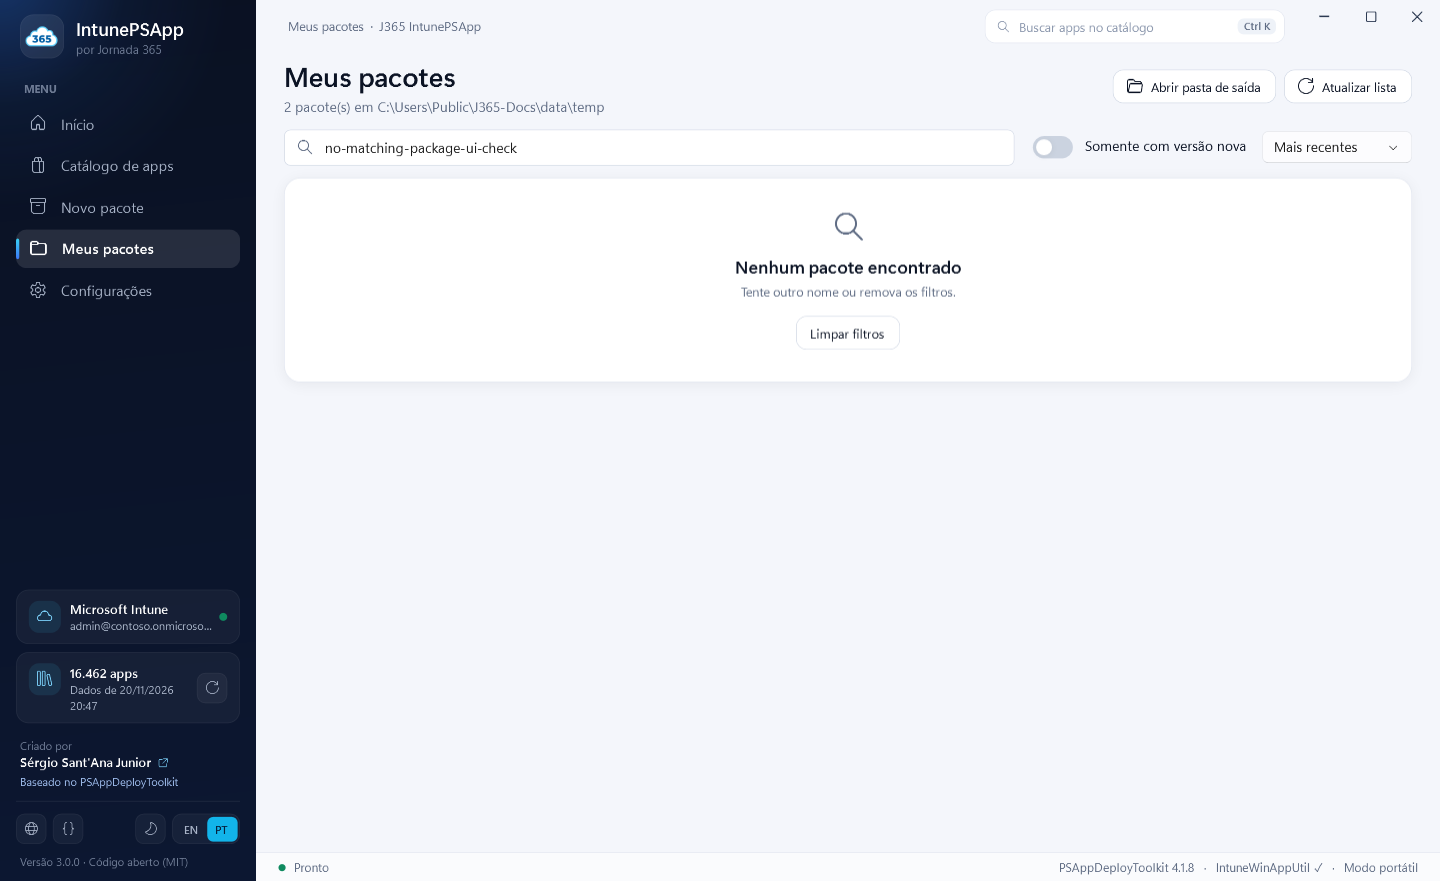 365
IntunePSApp
por Jornada 365
MENU
Início
Catálogo de apps
Novo pacote
Meus pacotes
Configurações
Microsoft Intune
admin@contoso.onmicroso...
16.462 apps
Dados de 20/11/2026
20:47
Criado por
Sérgio Sant'Ana Junior
Baseado no PSAppDeployToolkit
{}
EN PT
Versão 3.0.0 · Código aberto (MIT)
Meus pacotes · J365 IntunePSApp
Buscar apps no catálogo Ctrl K
Meus pacotes
2 pacote(s) em C:\Users\Public\J365-Docs\data\temp
Abrir pasta de saída
Atualizar lista
no-matching-package-ui-check
Somente com versão nova
Mais recentes
Nenhum pacote encontrado
Tente outro nome ou remova os filtros.
Limpar filtros
Pronto
PSAppDeployToolkit 4.1.8 · IntuneWinAppUtil ✓ · Modo portátil